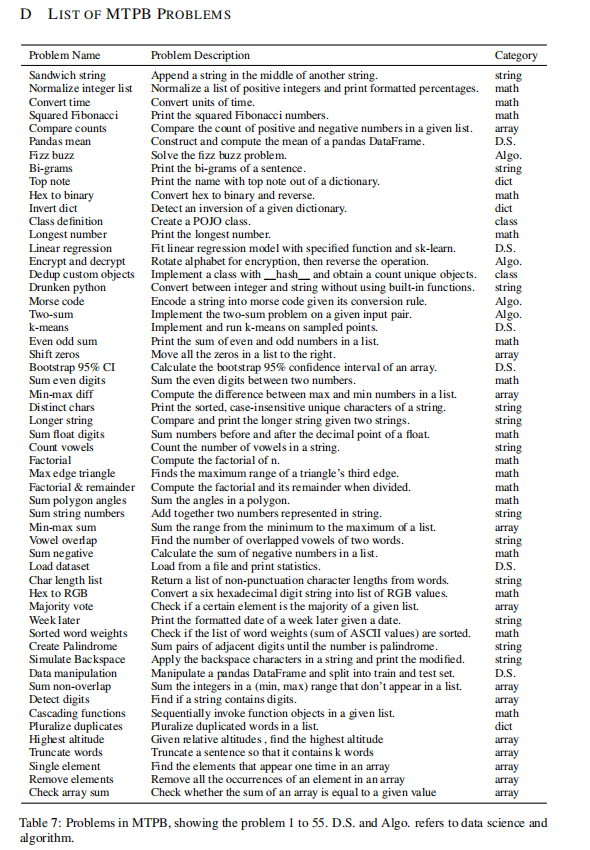 D LIST OF MTPB PROBLEMS
Problem Name Problem Description Category
Sandwich string Append a string in the middle of another string. string
Normalize integer list Normalize a list of positive integers and print formatted percentages. math
Convert time Convert units of time. math
Squared Fibonacci Print the squared Fibonacci numbers. math
Compare counts Compare the count of positive and negative numbers in a given list. array
Pandas mean Construct and compute the mean of a pandas DataFrame. D.S.
Fizz buzz Solve the fizz buzz problem. Algo.
Bi-grams Print the bi-grams of a sentence. string
Top note Print the name with top note out of a dictionary. dict
Hex to binary Convert hex to binary and reverse. math
Invert dict Detect an inversion of a given dictionary. dict
Class definition Create a POJO class. class
Longest number Print the longest number. math
Linear regression Fit linear regression model with specified function and sk-learn. D.S.
Encrypt and decrypt Rotate alphabet for encryption, then reverse the operation. Algo.
Dedup custom objects Implement a class with __hash__ and obtain a count unique objects. class
Drunken python Convert between integer and string without using built-in functions. string
Morse code Encode a string into morse code given its conversion rule. Algo.
Two-sum Implement the two-sum problem on a given input pair. Algo.
k-means Implement and run k-means on sampled points. D.S.
Even odd sum Print the sum of even and odd numbers in a list. math
Shift zeros Move all the zeros in a list to the right. array
Bootstrap 95% CI Calculate the bootstrap 95% confidence interval of an array. D.S.
Sum even digits Sum the even digits between two numbers. math
Min-max diff Compute the difference between max and min numbers in a list. array
Distinct chars Print the sorted, case-insensitive unique characters of a string. string
Longer string Compare and print the longer string given two strings. string
Sum float digits Sum numbers before and after the decimal point of a float. math
Count vowels Count the number of vowels in a string. string
Factorial Compute the factorial of n. math
Max edge triangle Finds the maximum range of a triangle's third edge. math
Factorial & remainder Compute the factorial and its remainder when divided. math
Sum polygon angles Sum the angles in a polygon. math
Sum string numbers Add together two numbers represented in string. string
Min-max sum Sum the range from the minimum to the maximum of a list. array
Vowel overlap Find the number of overlapped vowels of two words. string
Sum negative Calculate the sum of negative numbers in a list. math
Load dataset Load from a file and print statistics. D.S.
Char length list Return a list of non-punctuation character lengths from words. string
Hex to RGB Convert a six hexadecimal digit string into list of RGB values. math
Majority vote Check if a certain element is the majority of a given list. array
Week later Print the formatted date of a week later given a date. string
Sorted word weights Check if the list of word weights (sum of ASCII values) are sorted. math
Create Palindrome Sum pairs of adjacent digits until the number is palindrome. string
Simulate Backspace Apply the backspace characters in a string and print the modified. string
Data manipulation Manipulate a pandas DataFrame and split into train and test set. D.S.
Sum non-overlap Sum the integers in a (min, max) range that don't appear in a list. array
Detect digits Find if a string contains digits. array
Cascading functions Sequentially invoke function objects in a given list. math
Pluralize duplicates Pluralize duplicated words in a list. dict
Highest altitude Given relative altitudes , find the highest altitude array
Truncate words Truncate a sentence so that it contains k words array
Single element Find the elements that appear one time in an array array
Remove elements Remove all the occurrences of an element in an array array
Check array sum Check whether the sum of an array is equal to a given value array
Table 7: Problems in MTPB, showing the problem 1 to 55. D.S. and Algo. refers to data science and
algorithm.